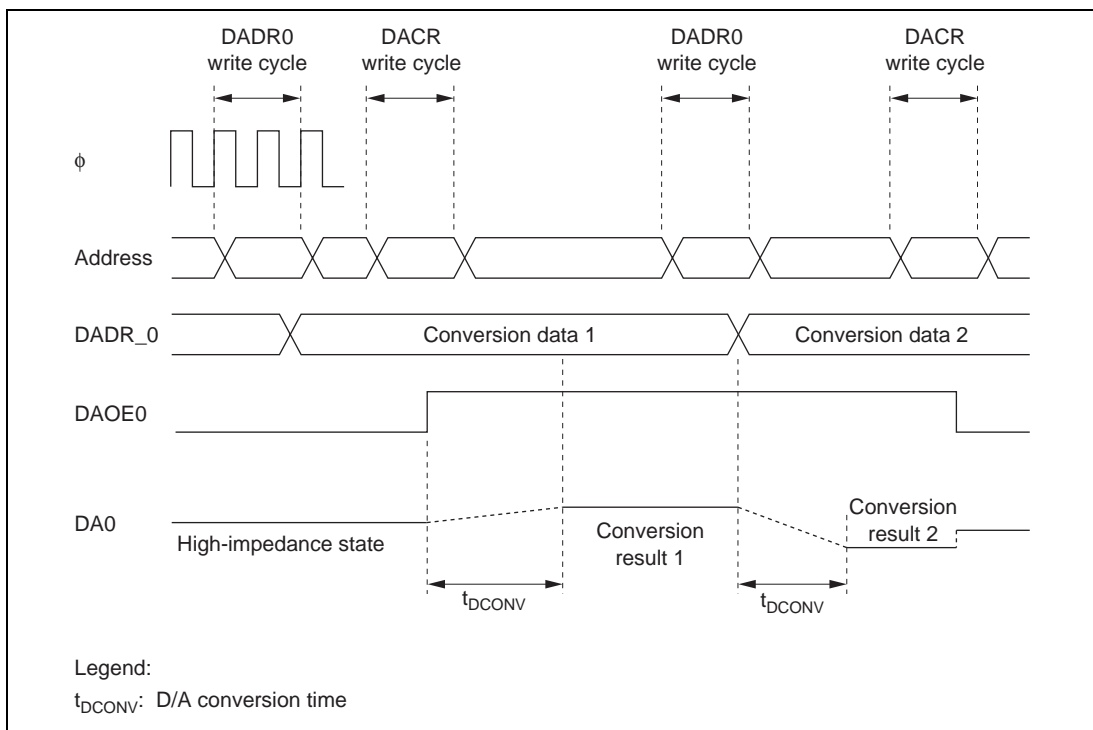 DADR0
write cycle
DACR
write cycle
DADR0
write cycle
DACR
write cycle
ϕ
Address
DADR_0
Conversion data 1
Conversion data 2
DAOE0
DA0
High-impedance state
Conversion
result 1
Conversion
result 2
tDCONV
tDCONV
Legend:
tDCONV: D/A conversion time